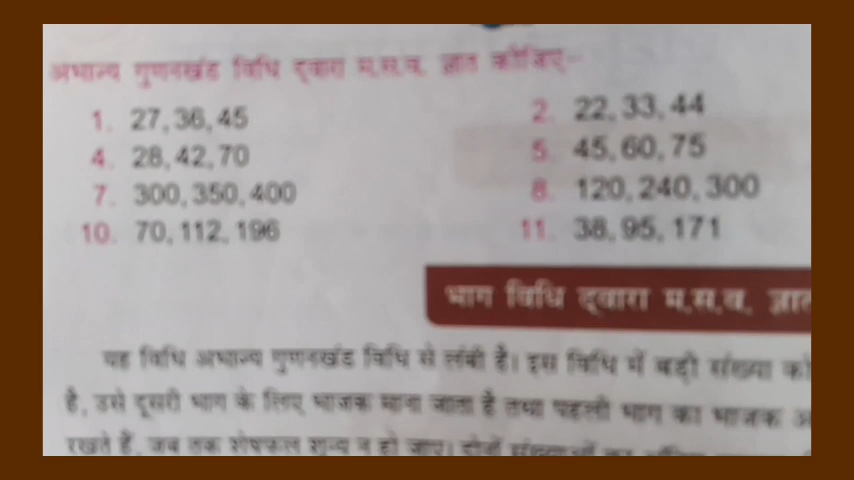 अभाज्य गुणनखंड विधि द्वारा म.स.व. ज्ञात कीजिए–
1. 27, 36, 45 2. 22, 33, 44
4. 28, 42, 70 5. 45, 60, 75
7. 300, 350, 400 8. 120, 240, 300
10. 70, 112, 196 11. 38, 95, 171
भाग विधि द्वारा म.स.व. ज्ञात
यह विधि अभाज्य गुणनखंड विधि से लंबी है। इस विधि में बड़ी संख्या को
है, उसे दूसरी भाग के लिए भाजक माना जाता है तथा पहली भाग का भाजक
रखते हैं, जब तक शेषफल शून्य न हो जाए। दोनों संख्याओं का